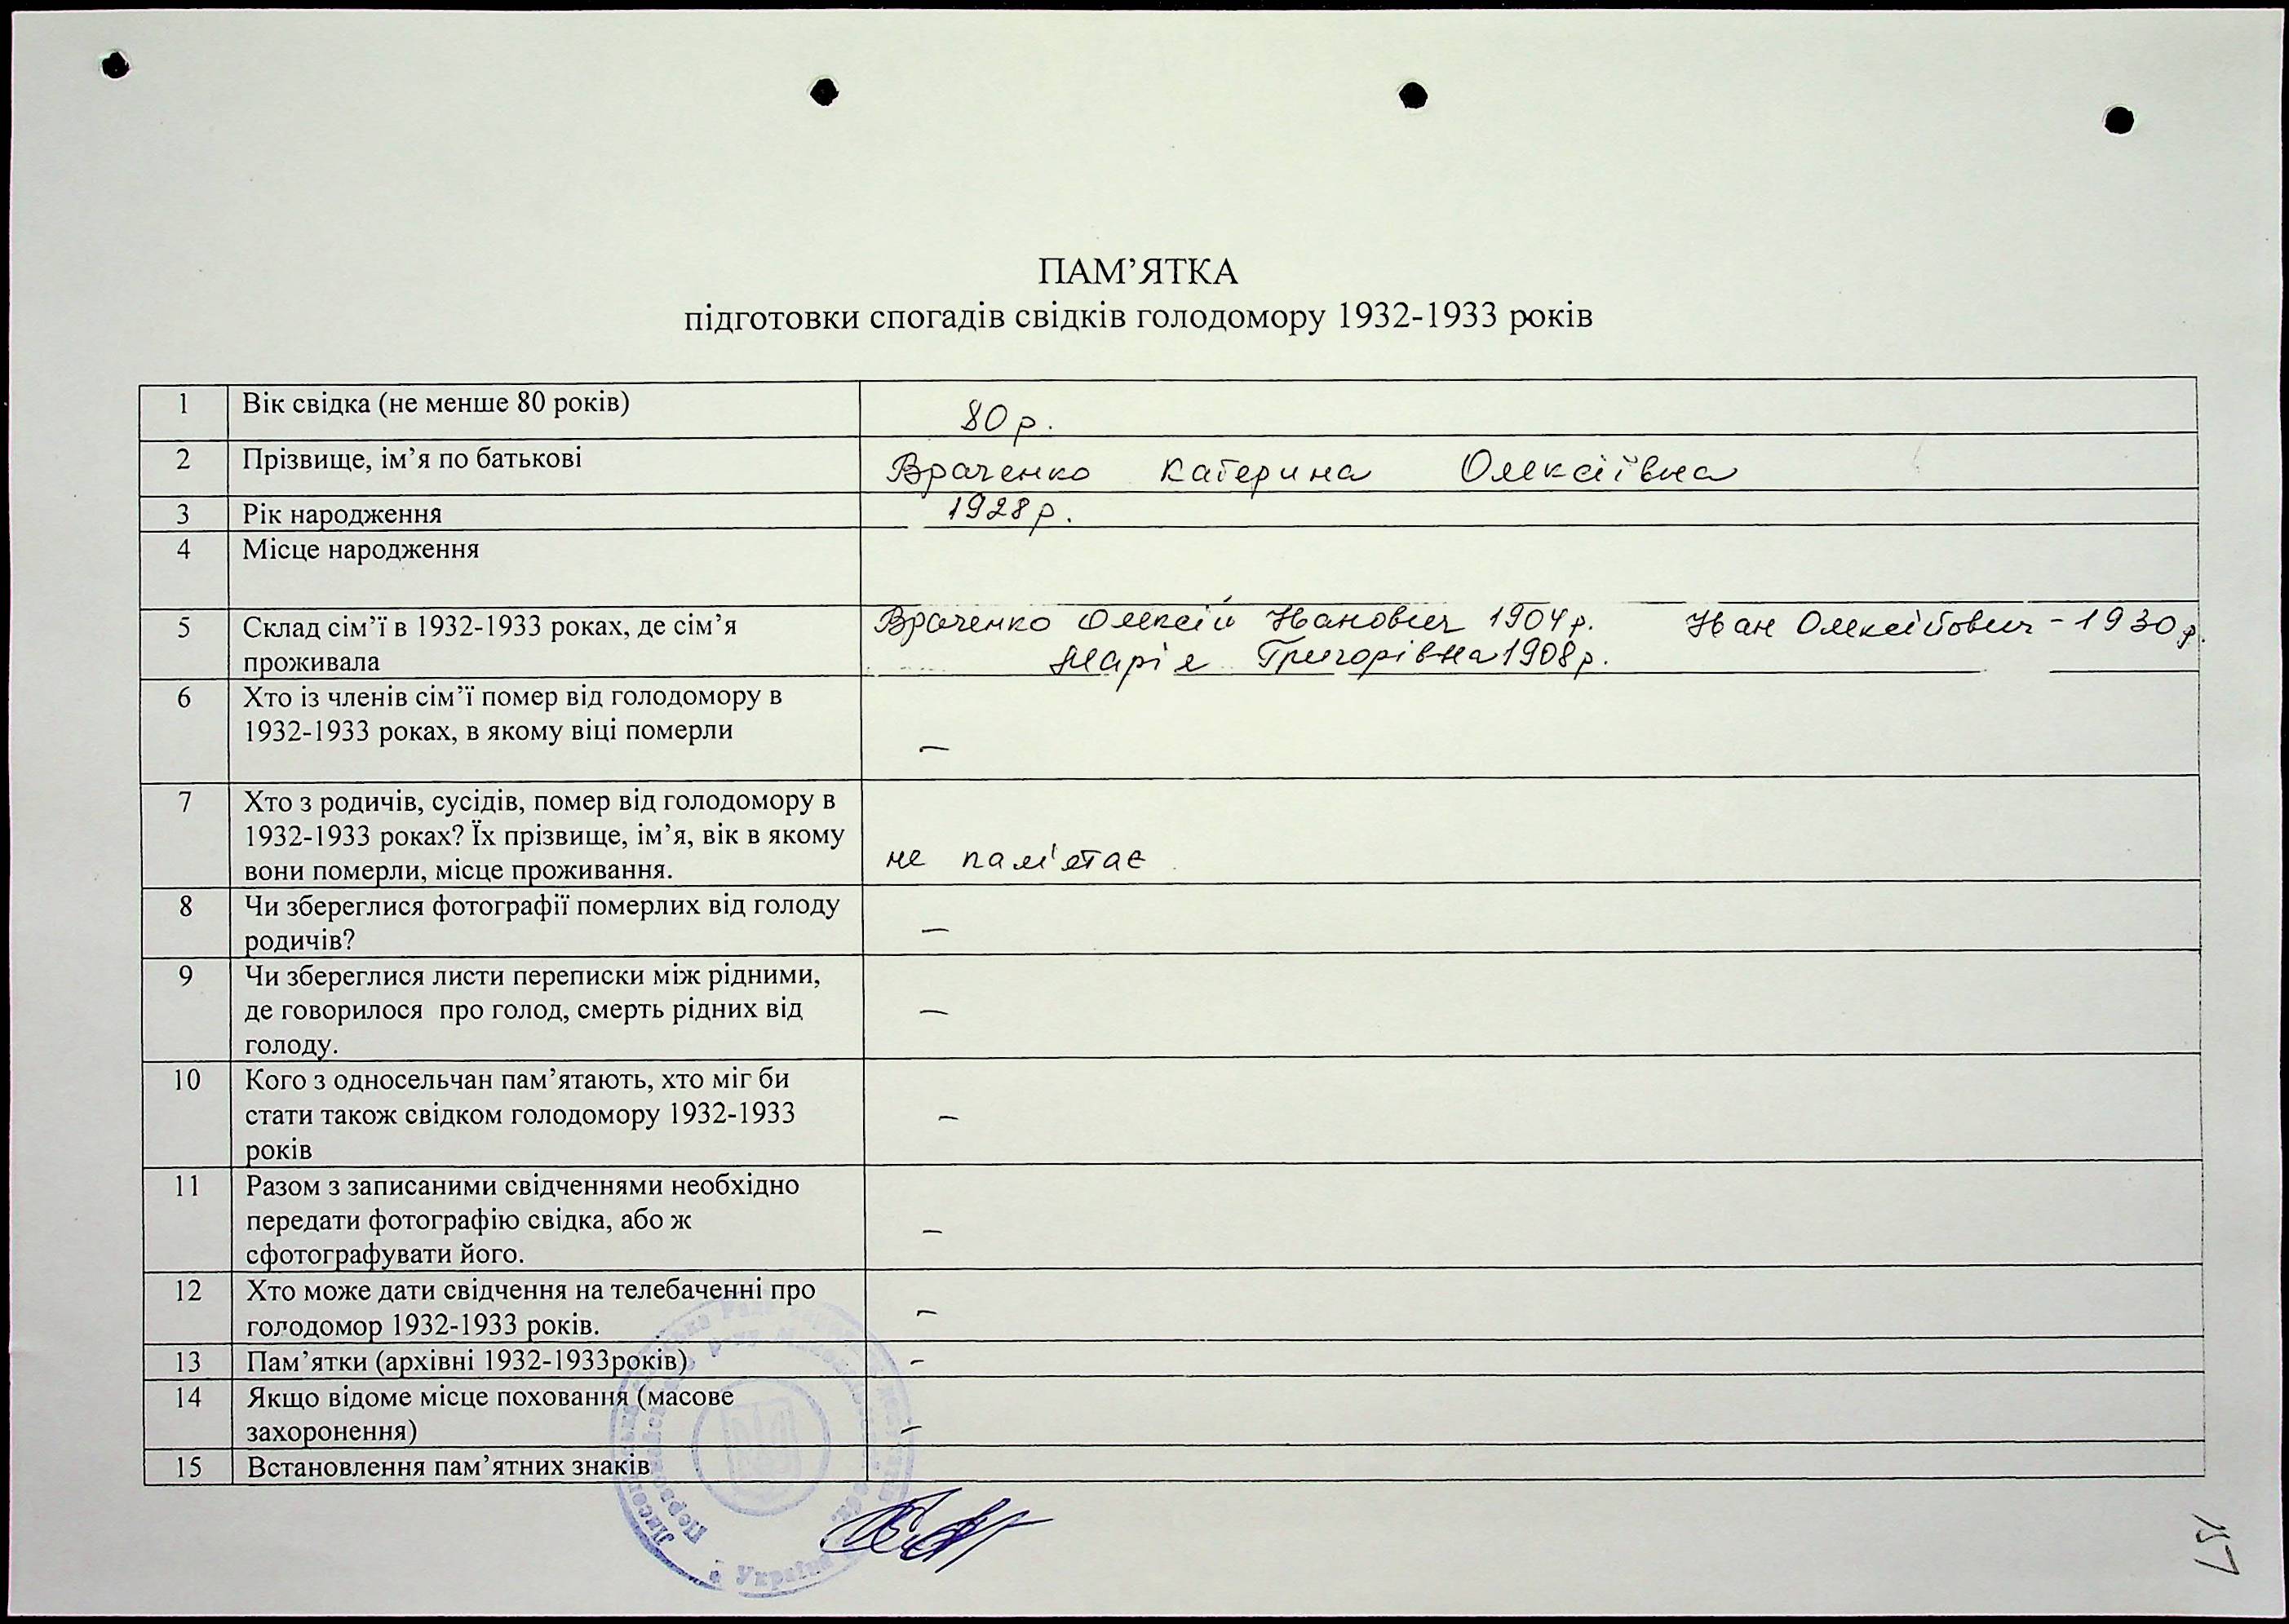 ПАМ’ЯТКА
підготовки спогадів свідків голодомору 1932-1933 років
1 Вік свідка (не менше 80 років) 80 р.
2 Прізвище, ім’я по батькові Враченко Катерина Олексіївна
3 Рік народження 1928 р.
4 Місце народження
5 Склад сім’ї в 1932-1933 роках, де сім’я Враченко Олексій Іванович 1904 р. Іван Олексійович – 1930 р.
проживала Марія Григорівна 1908 р.
6 Хто із членів сім’ї помер від голодомору в
1932-1933 роках, в якому віці померли –
7 Хто з родичів, сусідів, помер від голодомору в
1932-1933 роках? Їх прізвище, ім’я, вік в якому
вони померли, місце проживання. не пам'ятає
8 Чи збереглися фотографії померлих від голоду
родичів? –
9 Чи збереглися листи переписки між рідними,
де говорилося про голод, смерть рідних від –
голоду.
10 Кого з односельчан пам’ятають, хто міг би
стати також свідком голодомору 1932-1933 –
років
11 Разом з записаними свідченнями необхідно
передати фотографію свідка, або ж –
сфотографувати його.
12 Хто може дати свідчення на телебаченні про
голодомор 1932-1933 років. –
13 Пам’ятки (архівні 1932-1933років) –
14 Якщо відоме місце поховання (масове
захоронення) –
15 Встановлення пам’ятних знаків
Україна
157